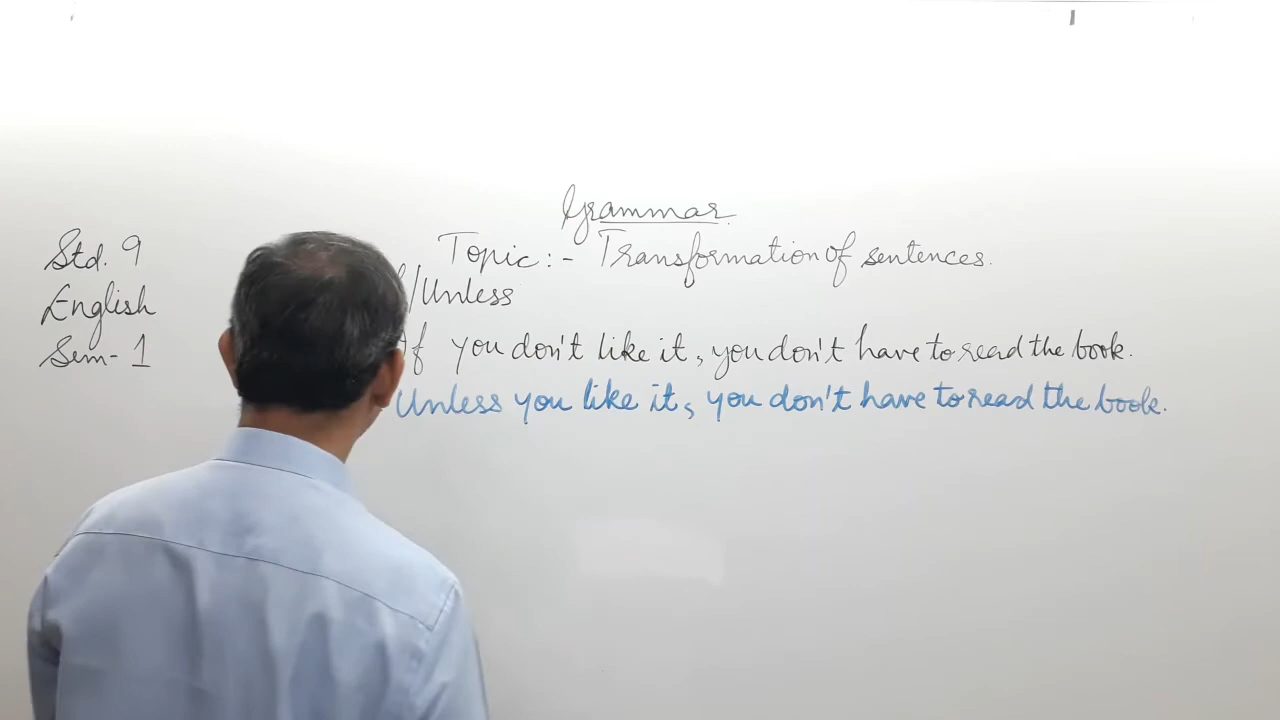 Grammar.
Std. 9
Topic:- Transformation of sentences.
English
/Unless
Sem- 1
If you don't like it, you don't have to read the book.
Unless you like it, you don't have to read the book.